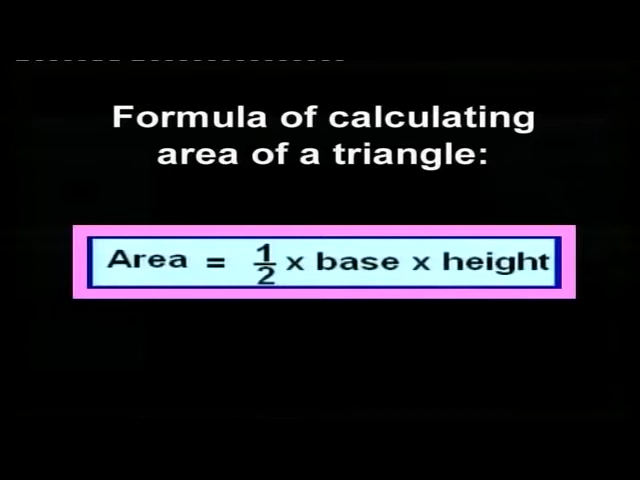 Formula of calculating
area of a triangle:
Area = 1/2 x base x height